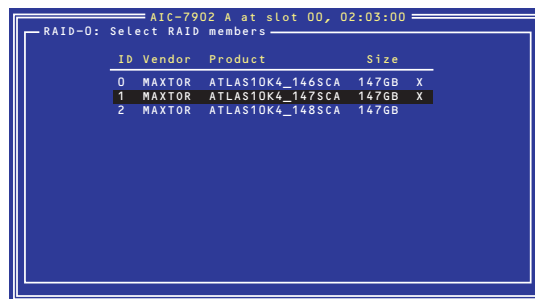 AIC-7902 A at slot 00, 02:03:00
RAID-0: Select RAID members
ID Vendor Product Size
0 MAXTOR ATLAS10K4_146SCA 147GB X
1 MAXTOR ATLAS10K4_147SCA 147GB X
2 MAXTOR ATLAS10K4_148SCA 147GB